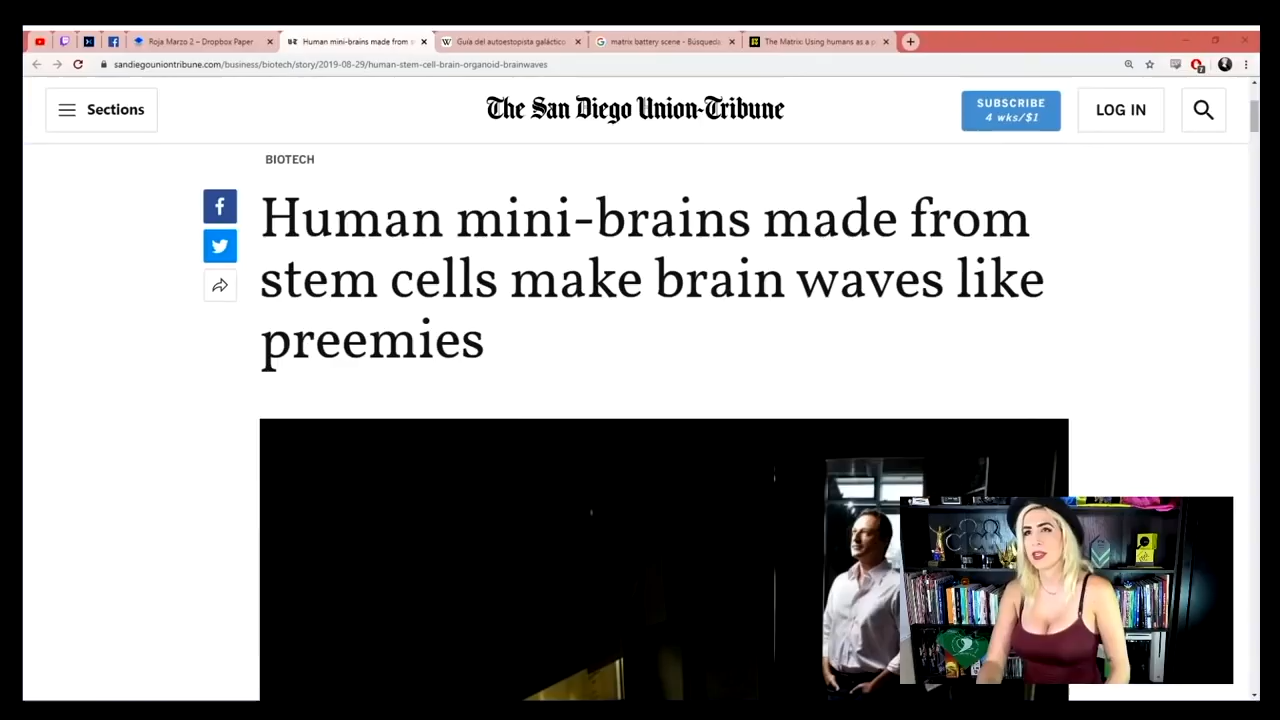 Roja Marzo 2 – Dropbox Paper
Human mini-brains made from s
Guía del autoestopista galáctico
matrix battery scene - Búsqueda
The Matrix: Using humans as a p
sandiegouniontribune.com/business/biotech/story/2019-08-29/human-stem-cell-brain-organoid-brainwaves
Sections
The San Diego Union-Tribune
SUBSCRIBE
4 wks/$1
LOG IN
BIOTECH
Human mini-brains made from
stem cells make brain waves like
preemies